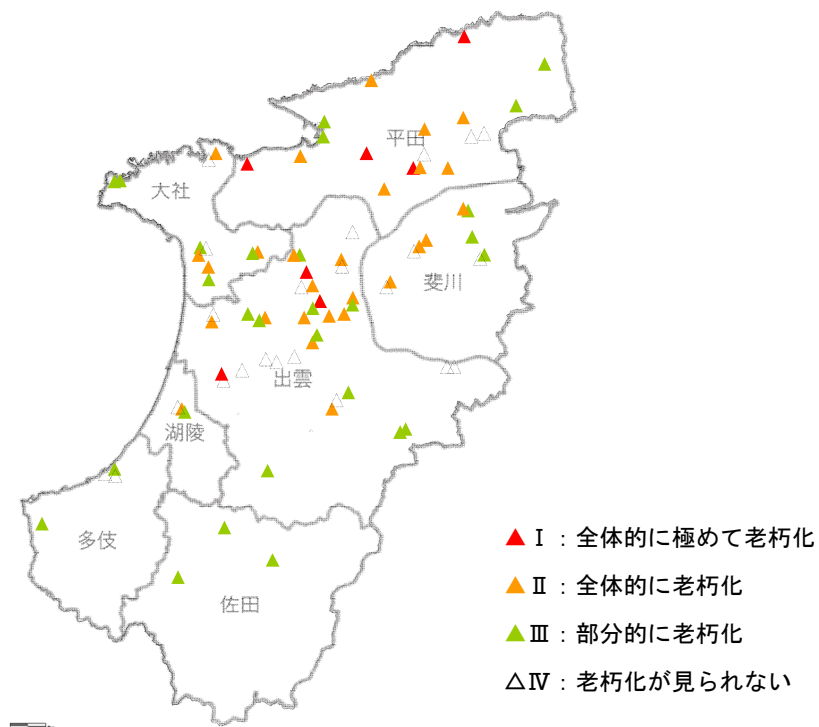 平田
大社
斐川
出雲
湖陵
多伎
佐田
▲Ⅰ：全体的に極めて老朽化
▲Ⅱ：全体的に老朽化
▲Ⅲ：部分的に老朽化
△Ⅳ：老朽化が見られない